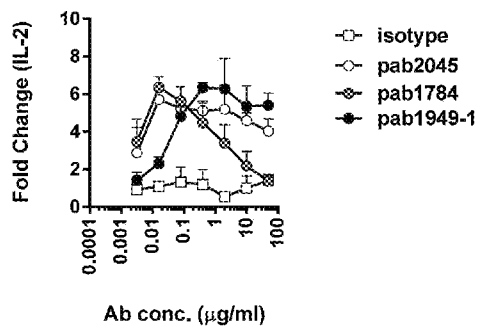 Fold Change (IL-2)
10
8
6
4
2
0
0.0001
0.001
0.01
0.1
1
10
100
Ab conc. (µg/ml)
isotype
pab2045
pab1784
pab1949-1